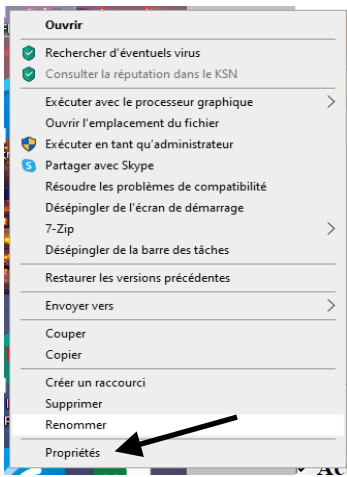 Ouvrir
Rechercher d'éventuels virus
Consulter la réputation dans le KSN
Exécuter avec le processeur graphique
Ouvrir l'emplacement du fichier
Exécuter en tant qu'administrateur
Partager avec Skype
Résoudre les problèmes de compatibilité
Désépingler de l'écran de démarrage
7-Zip
Désépingler de la barre des tâches
Restaurer les versions précédentes
Envoyer vers
Couper
Copier
Créer un raccourci
Supprimer
Renommer
Propriétés